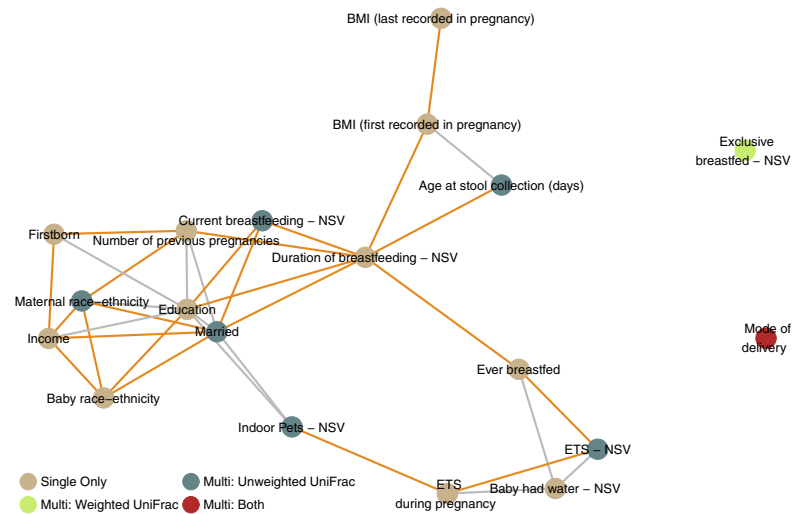 BMI (last recorded in pregnancy)
BMI (first recorded in pregnancy)
Exclusive
breastfed – NSV
Age at stool collection (days)
Current breastfeeding – NSV
Firstborn
Number of previous pregnancies
Duration of breastfeeding – NSV
Maternal race–ethnicity
Education
Married
Income
Mode of
delivery
Ever breastfed
Baby race–ethnicity
Indoor Pets – NSV
ETS – NSV
ETS
during pregnancy
Baby had water – NSV
Single Only
Multi: Unweighted UniFrac
Multi: Weighted UniFrac
Multi: Both